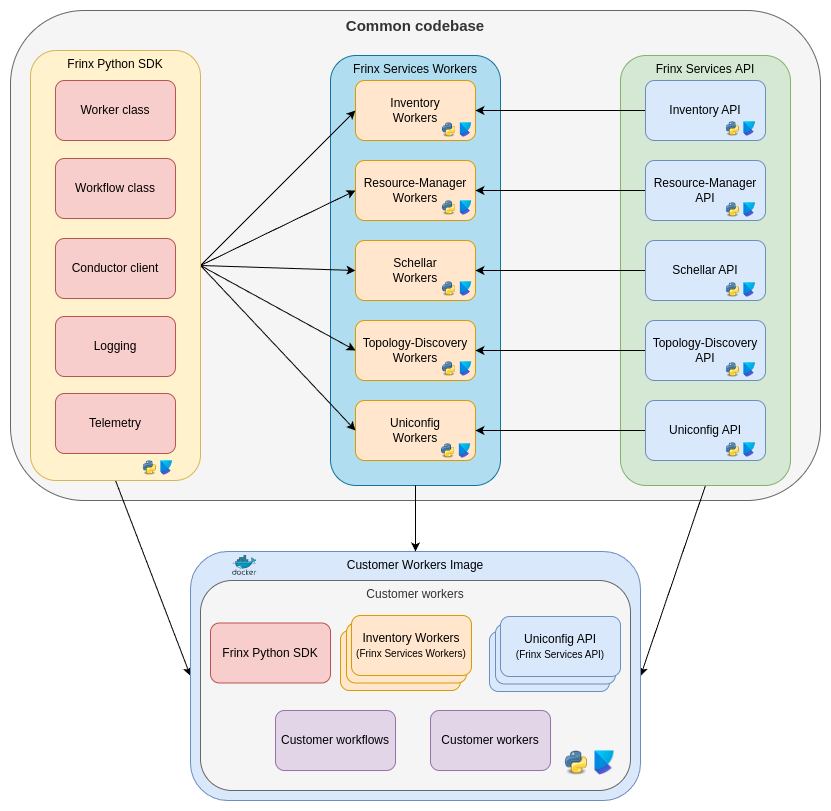 Common codebase
Frinx Python SDK
Worker class
Workflow class
Conductor client
Logging
Telemetry
Frinx Services Workers
Inventory
Workers
Resource-Manager
Workers
Schellar
Workers
Topology-Discovery
Workers
Uniconfig
Workers
Frinx Services API
Inventory API
Resource-Manager
API
Schellar API
Topology-Discovery
API
Uniconfig API
docker
Customer Workers Image
Customer workers
Frinx Python SDK
Inventory Workers
(Frinx Services Workers)
Uniconfig API
(Frinx Services API)
Customer workflows
Customer workers